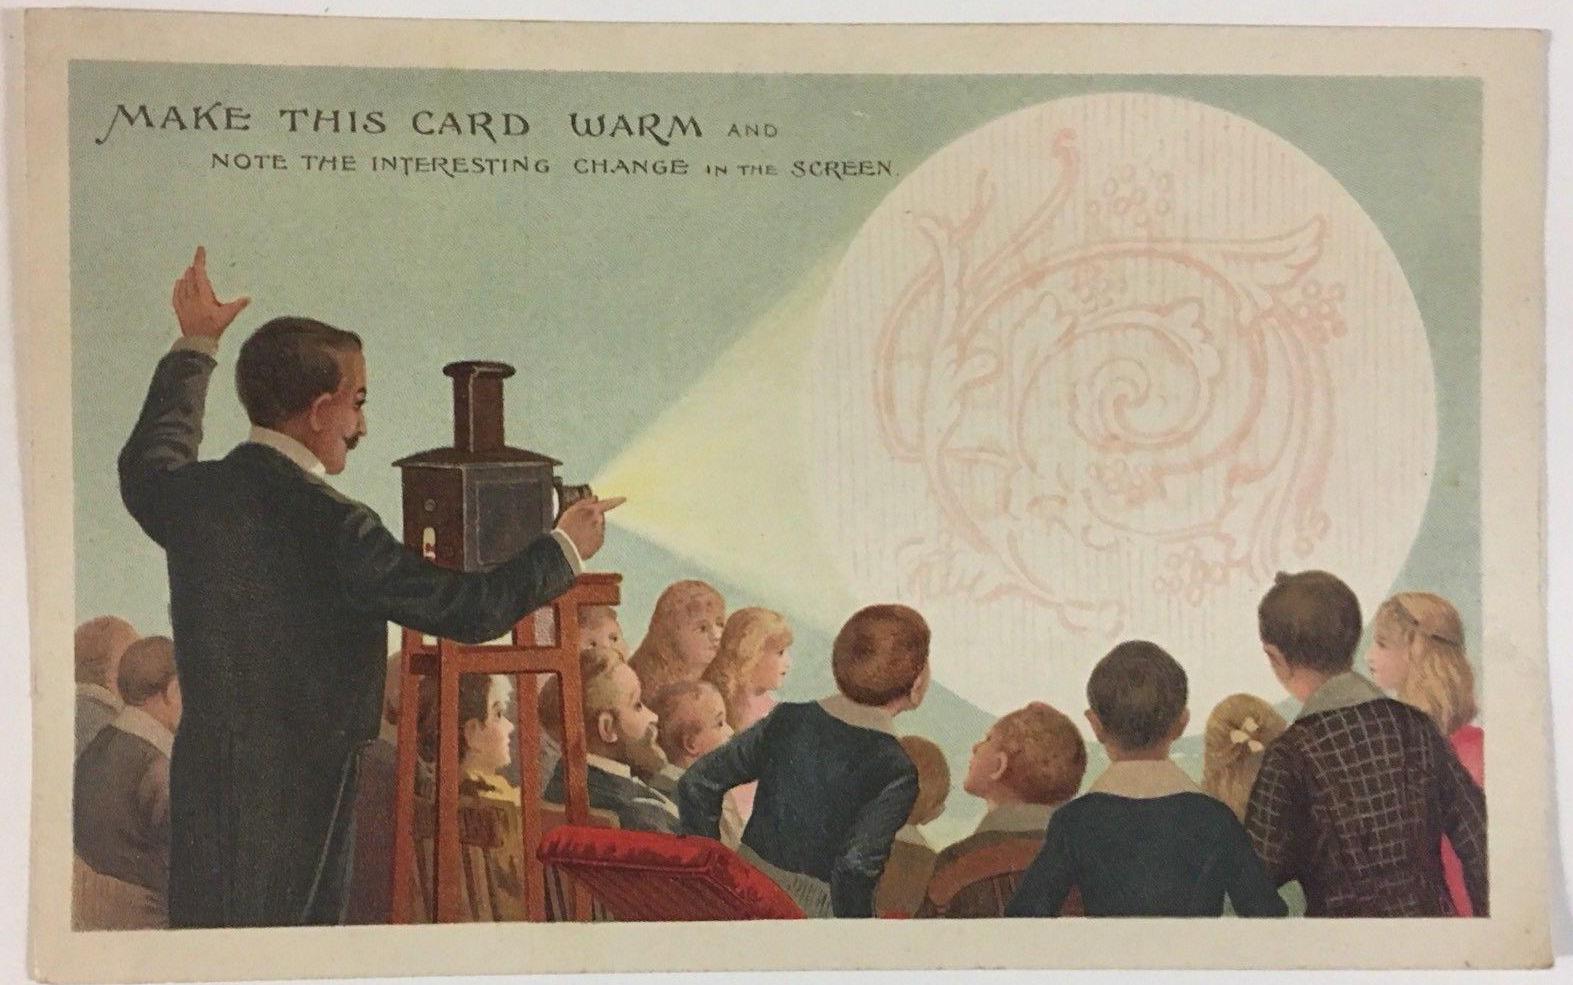 MAKE THIS CARD WARM AND
NOTE THE INTERESTING CHANGE IN THE SCREEN.